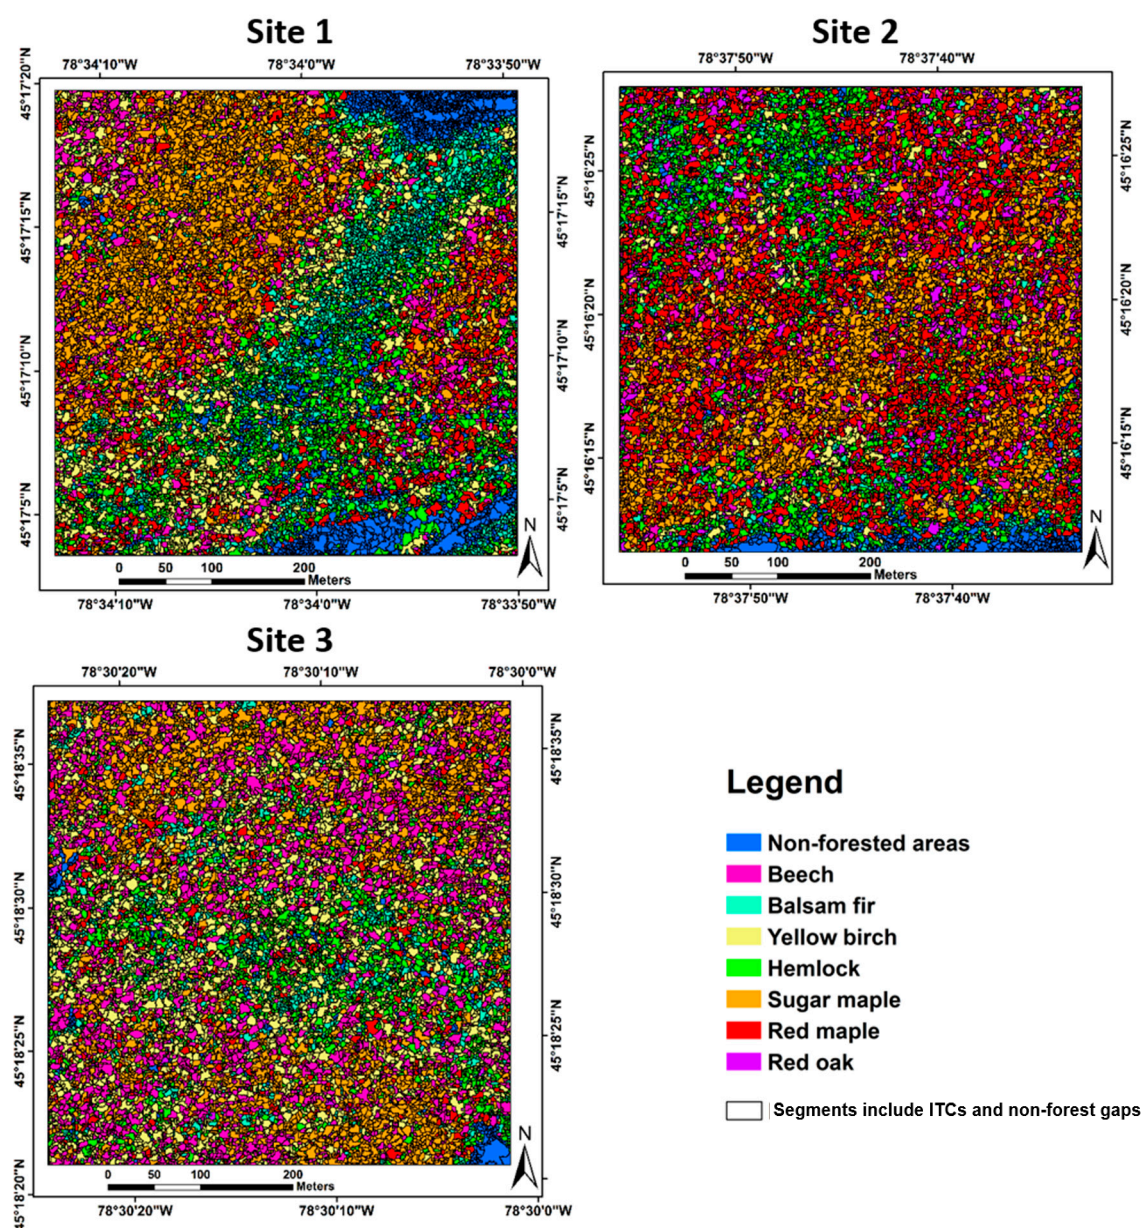 Site 1
78°34'10"W 78°34'0"W 78°33'50"W
45°17'20"N
45°17'15"N 45°17'15"N
45°17'10"N 45°17'10"N
45°17'5"N 45°17'5"N
N
0 50 100 200
Meters
78°34'10"W 78°34'0"W 78°33'50"W
Site 2
78°37'50"W 78°37'40"W
45°16'25"N 45°16'25"N
45°16'20"N 45°16'20"N
45°16'15"N 45°16'15"N
N
0 50 100 200
Meters
78°37'50"W 78°37'40"W
Site 3
78°30'20"W 78°30'10"W 78°30'0"W
45°18'35"N 45°18'35"N
45°18'30"N 45°18'30"N
45°18'25"N 45°18'25"N
45°18'20"N
N
0 50 100 200
Meters
78°30'20"W 78°30'10"W 78°30'0"W
Legend
Non-forested areas
Beech
Balsam fir
Yellow birch
Hemlock
Sugar maple
Red maple
Red oak
Segments include ITCs and non-forest gaps